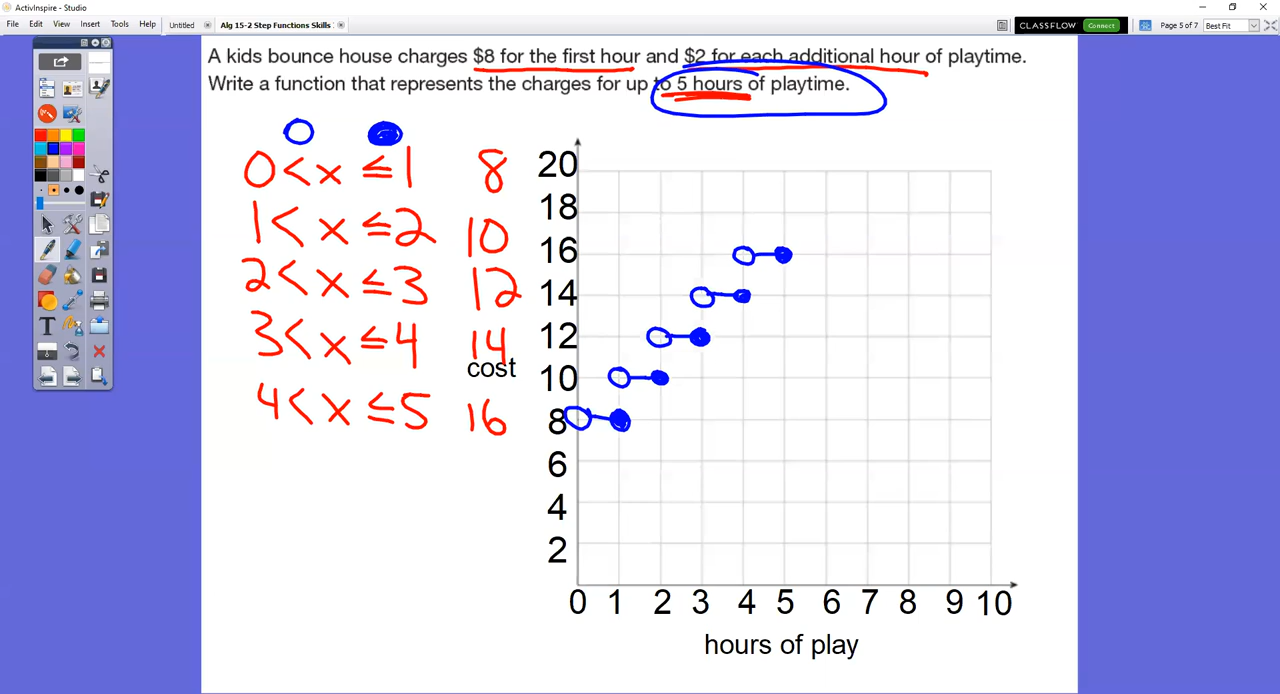 ActivInspire - Studio
File Edit View Insert Tools Help Untitled Alg 15-2 Step Functions Skills CLASSFLOW Connect Page 5 of 7 Best Fit
A kids bounce house charges $8 for the first hour and $2 for each additional hour of playtime.
Write a function that represents the charges for up to 5 hours of playtime.
0 < x ≤ 1 8
1 < x ≤ 2 10
2 < x ≤ 3 12
3 < x ≤ 4 14
4 < x ≤ 5 16
cost
20
18
16
14
12
10
8
6
4
2
0 1 2 3 4 5 6 7 8 9 10
hours of play